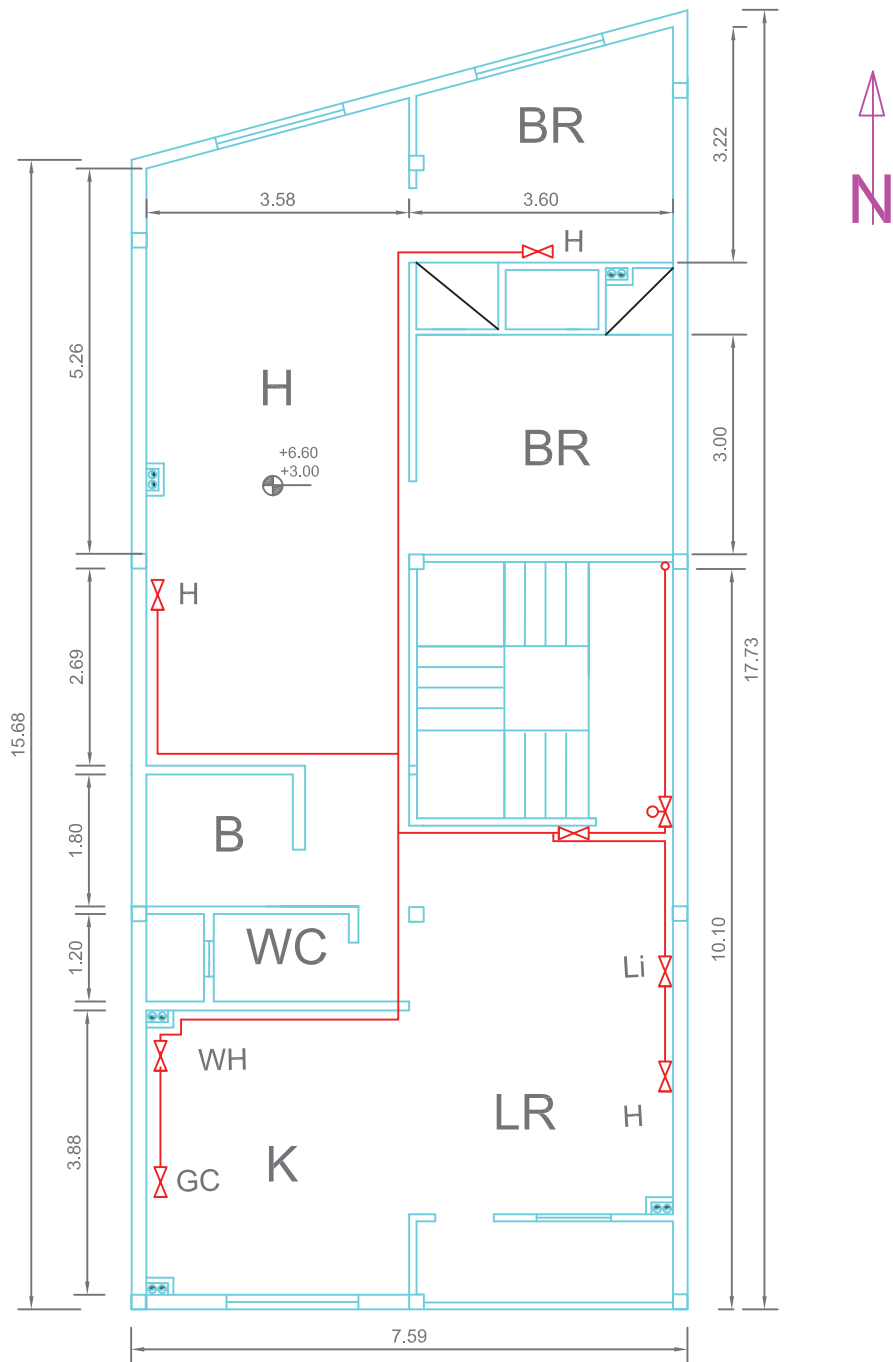 BR
3.22
N
3.58
3.60
H
5.26
H
+6.60
+3.00
BR
3.00
H
2.69
17.73
15.68
B
1.80
WC
1.20
Li
10.10
WH
LR
H
3.88
K
GC
7.59